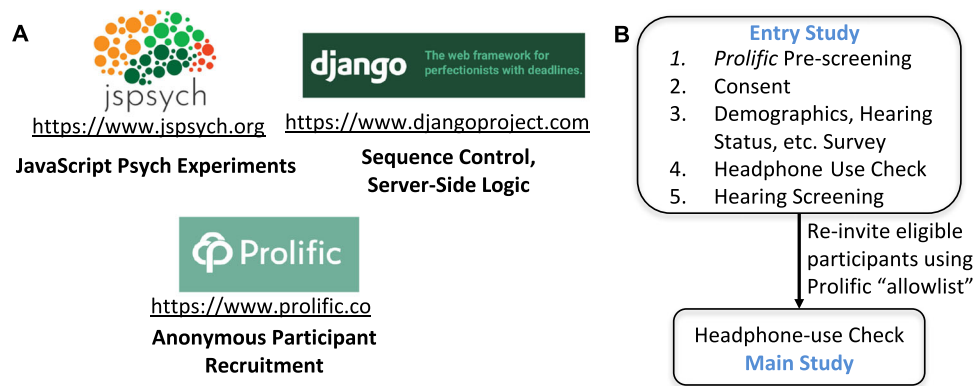 A
jspsych
https://www.jspsych.org
JavaScript Psych Experiments
django
The web framework for
perfectionists with deadlines.
https://www.djangoproject.com
Sequence Control,
Server-Side Logic
Prolific
https://www.prolific.co
Anonymous Participant
Recruitment
B
Entry Study
1. Prolific Pre-screening
2. Consent
3. Demographics, Hearing
Status, etc. Survey
4. Headphone Use Check
5. Hearing Screening
Re-invite eligible
participants using
Prolific “allowlist”
Headphone-use Check
Main Study